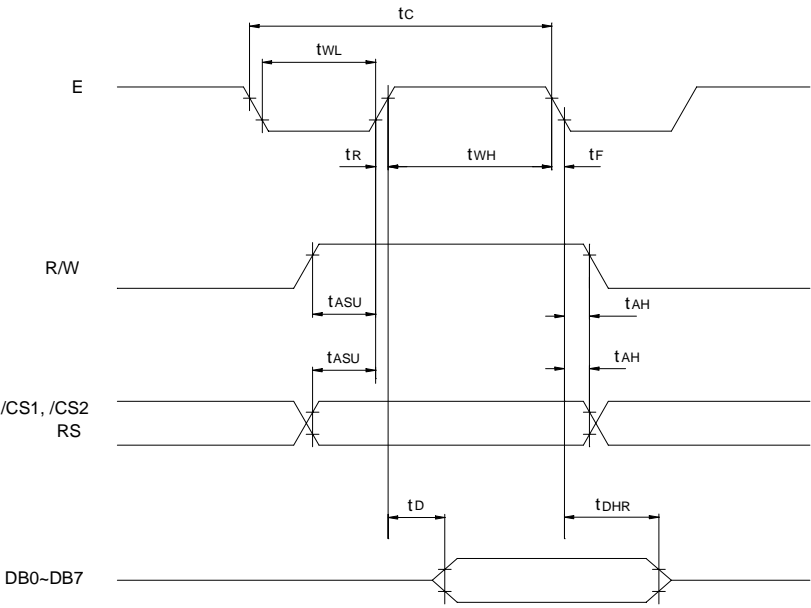 tC
tWL
E
tR
tWH
tF
R/W
tASU
tAH
tASU
tAH
/CS1, /CS2
RS
tD
tDHR
DB0~DB7